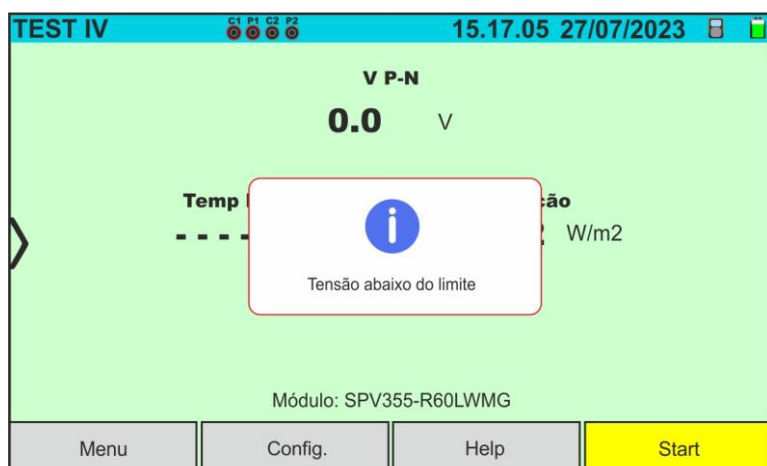 TEST IV C1 P1 C2 P2 15.17.05 27/07/2023
V P-N
0.0 V
Temp ção
- - - - W/m2
Tensão abaixo do limite
Módulo: SPV355-R60LWMG
Menu Config. Help Start